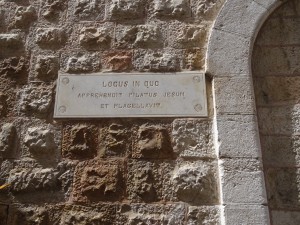 LOCUS IN QUO
APPREHENDIT PILATUS JESUM
ET FLAGELLAVIT.